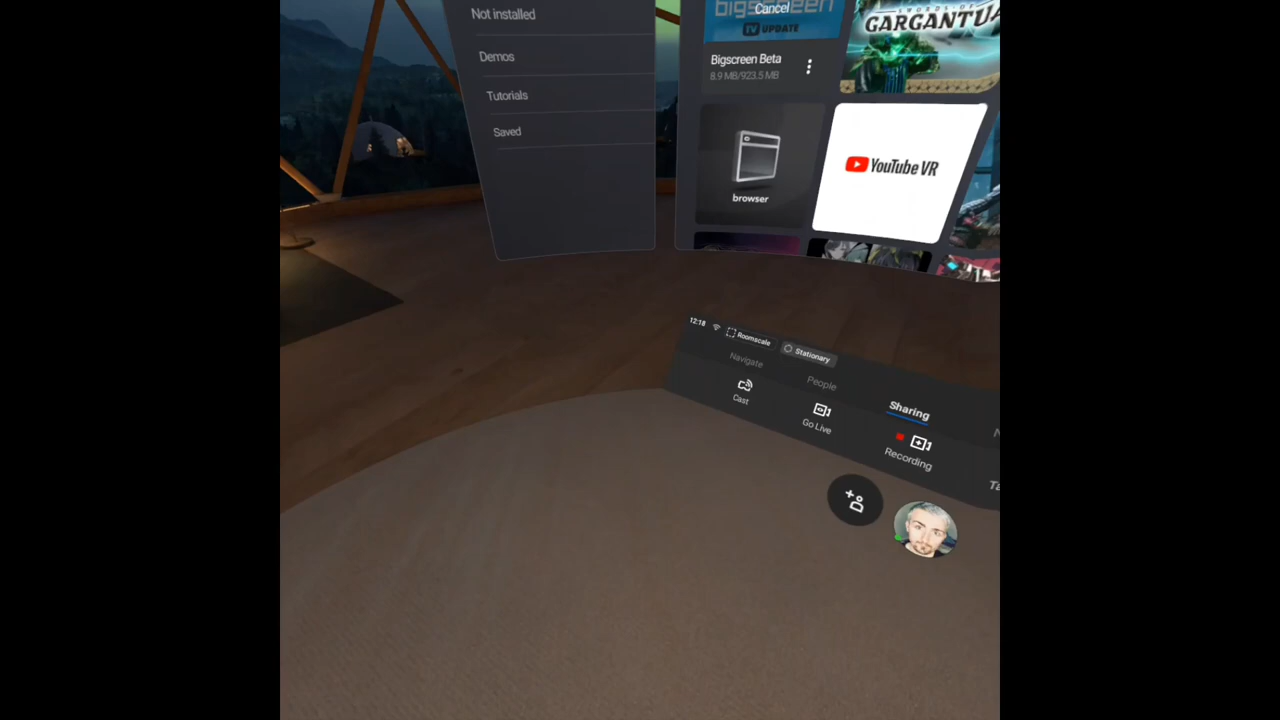 Not installed
Demos
Tutorials
Saved
bigscreen
Cancel
TV UPDATE
Bigscreen Beta
8.9 MB/923.5 MB
GARGANTUA
browser
YouTube VR
12:18
Roomscale
Stationary
Navigate
People
Sharing
Cast
Go Live
Recording